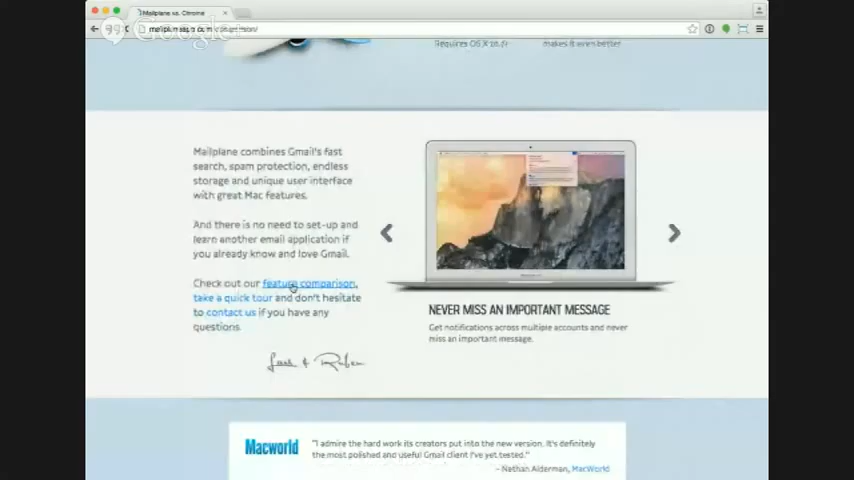 Mailplane vs. Chrome
Google+
Requires OS X 10.
makes it even better
Mailplane combines Gmail's fast
search, spam protection, endless
storage and unique user interface
with great Mac features.
And there is no need to set-up and
learn another email application if
you already know and love Gmail.
Check out our feature comparison,
take a quick tour and don't hesitate
to contact us if you have any
questions.
Lars & Ruben
NEVER MISS AN IMPORTANT MESSAGE
Get notifications across multiple accounts and never
miss an important message.
Macworld
"I admire the hard work its creators put into the new version. It's definitely
the most polished and useful Gmail client I've yet tested."
– Nathan Alderman, MacWorld